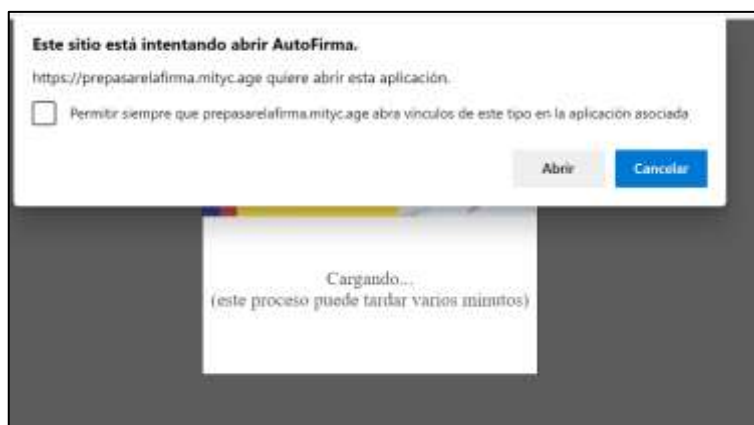 Este sitio está intentando abrir AutoFirma.
https://prepasarelafirma.mityc.age quiere abrir esta aplicación.
Permitir siempre que prepasarelafirma.mityc.age abra vínculos de este tipo en la aplicación asociada
Abrir
Cancelar
Cargando...
(este proceso puede tardar varios minutos)